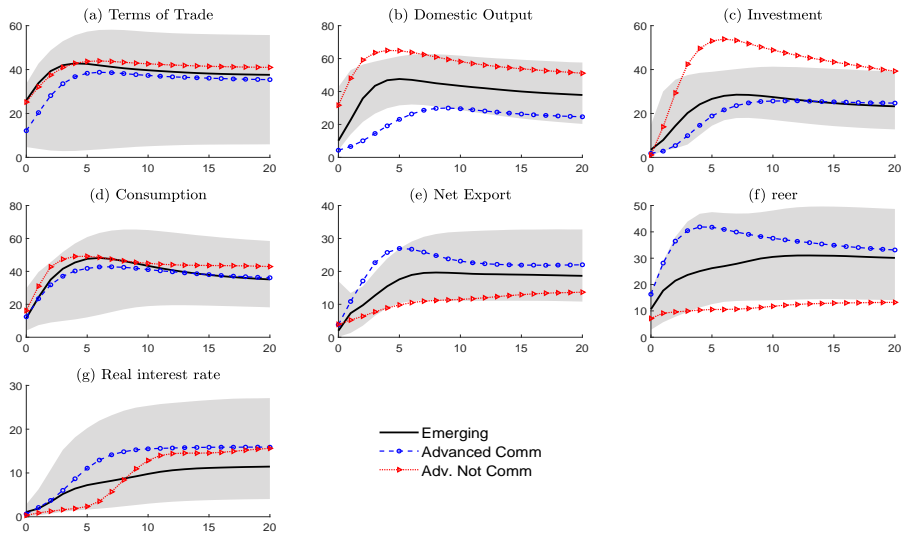 (a) Terms of Trade
60
40
20
0
0 5 10 15 20
(b) Domestic Output
80
60
40
20
0
0 5 10 15 20
(c) Investment
60
40
20
0
0 5 10 15 20
(d) Consumption
80
60
40
20
0
0 5 10 15 20
(e) Net Export
40
30
20
10
0
0 5 10 15 20
(f) reer
50
40
30
20
10
0
0 5 10 15 20
(g) Real interest rate
30
20
10
0
0 5 10 15 20
Emerging
Advanced Comm
Adv. Not Comm